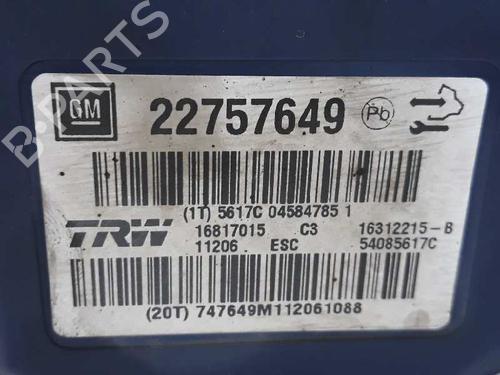 B-PARTS
GM 22757649 Pb
(1T) 5617C 04584785 1
TRW 16817015 C3 16312215-B
11206 . ESC 54085617C
(20T) 747649M112061088